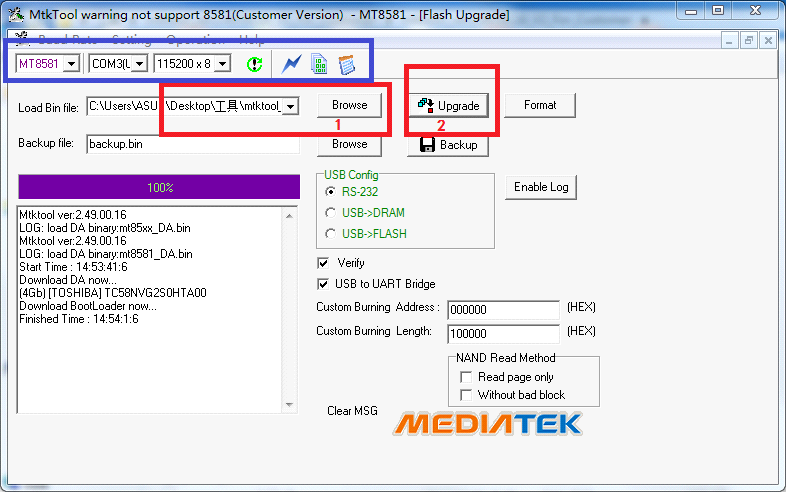 MtkTool warning not support 8581(Customer Version) - MT8581 - [Flash Upgrade]
Baud Rate Setting Operation Help
MT8581 COM3(U 115200 x 8
Load Bin file: C:\Users\ASU \Desktop\工具\mtktool_ Browse Upgrade Format
1 2
Backup file: backup.bin Browse Backup
100%
USB Config
RS-232
USB->DRAM
USB->FLASH
Enable Log
Mtktool ver:2.49.00.16
LOG: load DA binary:mt85xx_DA.bin
Mtktool ver:2.49.00.16
LOG: load DA binary:mt8581_DA.bin
Start Time : 14:53:41:6
Download DA now...
(4Gb) [TOSHIBA] TC58NVG2S0HTA00
Download BootLoader now...
Finished Time : 14:54:1:6
Verify
USB to UART Bridge
Custom Burning Address : 000000 (HEX)
Custom Burning Length: 100000 (HEX)
NAND Read Method
Read page only
Without bad block
Clear MSG
MEDIATEK